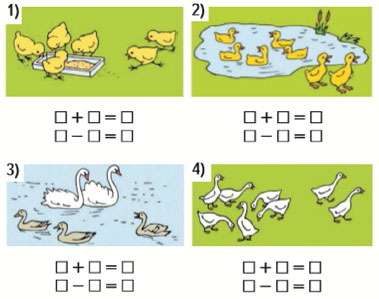 1) 2)
□ + □ = □ □ + □ = □
□ − □ = □ □ − □ = □
3) 4)
□ + □ = □ □ + □ = □
□ − □ = □ □ − □ = □